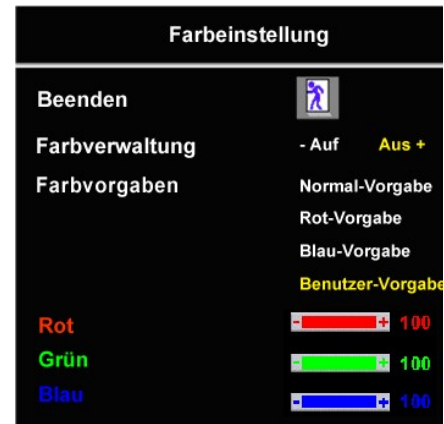 Farbeinstellung
Beenden
Farbverwaltung - Auf Aus +
Farbvorgaben Normal-Vorgabe
Rot-Vorgabe
Blau-Vorgabe
Benutzer-Vorgabe
Rot - + 100
Grün - + 100
Blau - + 100